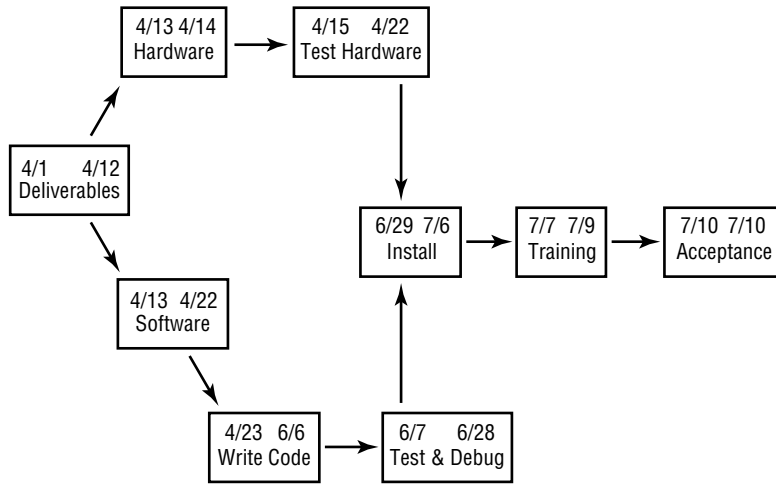 4/13 4/14
Hardware
4/15 4/22
Test Hardware
4/1 4/12
Deliverables
6/29 7/6
Install
7/7 7/9
Training
7/10 7/10
Acceptance
4/13 4/22
Software
4/23 6/6
Write Code
6/7 6/28
Test & Debug